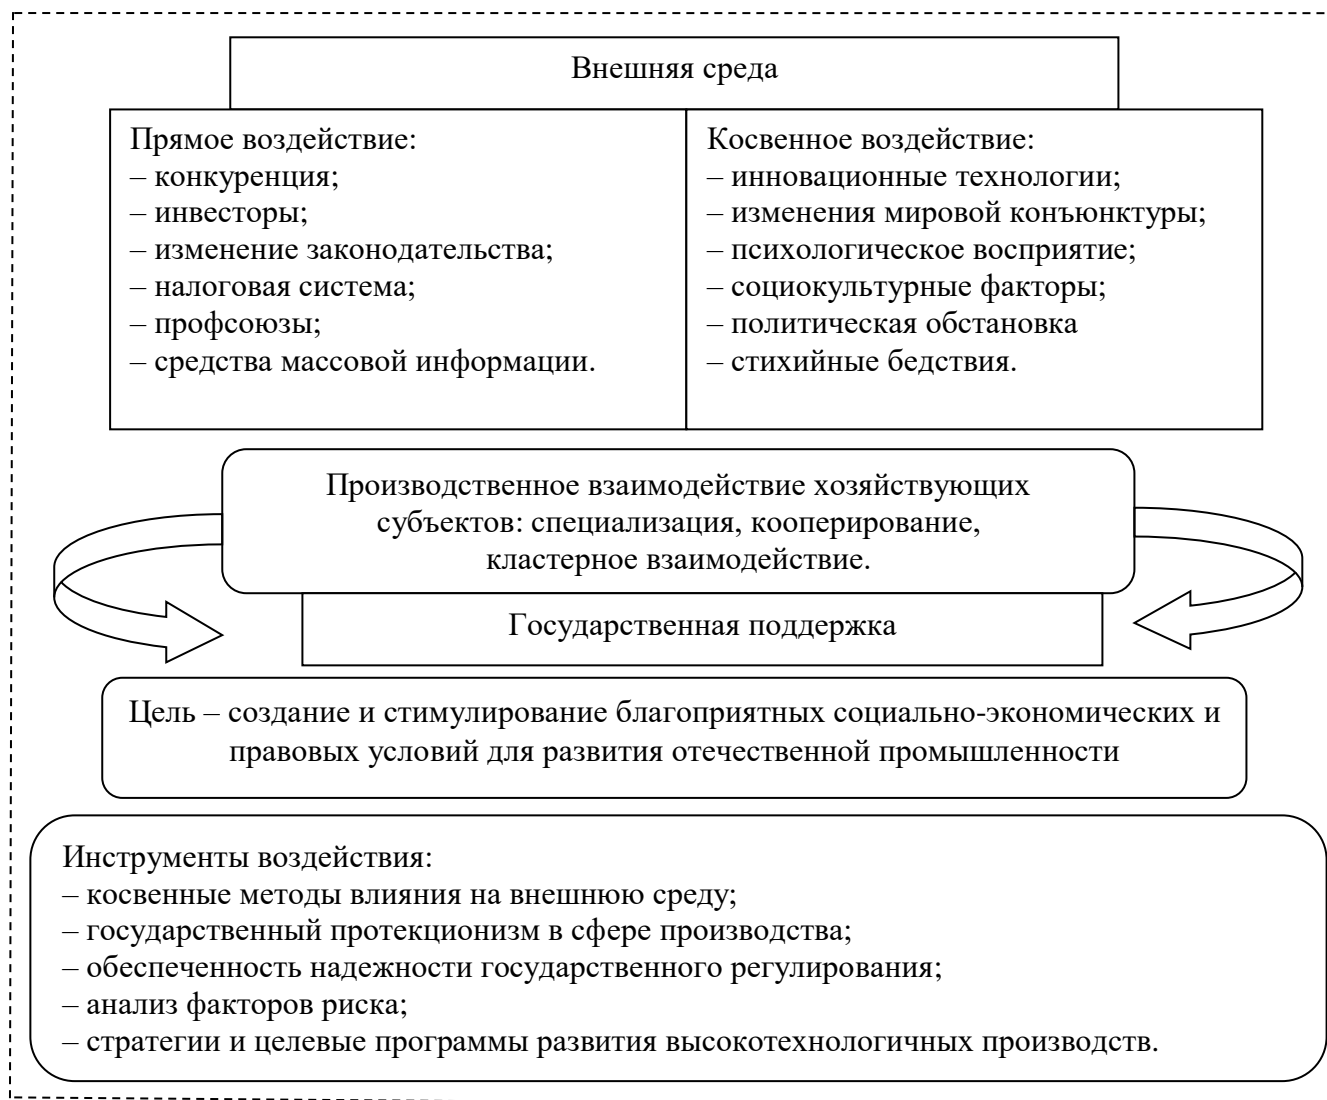 Внешняя среда
Прямое воздействие:
– конкуренция;
– инвесторы;
– изменение законодательства;
– налоговая система;
– профсоюзы;
– средства массовой информации.
Косвенное воздействие:
– инновационные технологии;
– изменения мировой конъюнктуры;
– психологическое восприятие;
– социокультурные факторы;
– политическая обстановка
– стихийные бедствия.
Производственное взаимодействие хозяйствующих
субъектов: специализация, кооперирование,
кластерное взаимодействие.
Государственная поддержка
Цель – создание и стимулирование благоприятных социально-экономических и
правовых условий для развития отечественной промышленности
Инструменты воздействия:
– косвенные методы влияния на внешнюю среду;
– государственный протекционизм в сфере производства;
– обеспеченность надежности государственного регулирования;
– анализ факторов риска;
– стратегии и целевые программы развития высокотехнологичных производств.